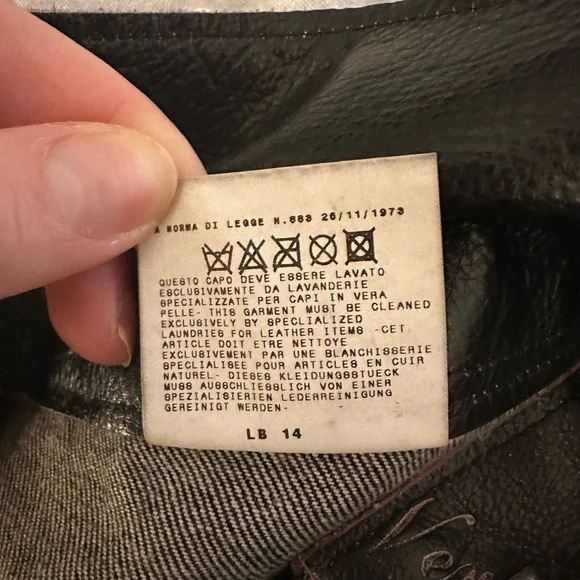 A NORMA DI LEGGE N.883 26/11/1973
QUESTO CAPO DEVE ESSERE LAVATO
ESCLUSIVAMENTE DA LAVANDERIE
SPECIALIZZATE PER CAPI IN VERA
PELLE- THIS GARMENT MUST BE CLEANED
EXCLUSIVELY BY SPECLIALIZED
LAUNDRIES FOR LEATHER ITEMS -CET
ARTICLE DOIT ETRE NETTOYE
EXCLUSIVEMENT PAR UNE BLANCHISSERIE
SPECLIALISEE POUR ARTICLES EN CUIR
NATUREL- DIESES KLEIDUNGSSTUECK
MUSS AUSSCHLIESSLICH VON EINER
SPEZIALISIERTEN LEDERREINIGUNG
GEREINIGT WERDEN-
LB 14